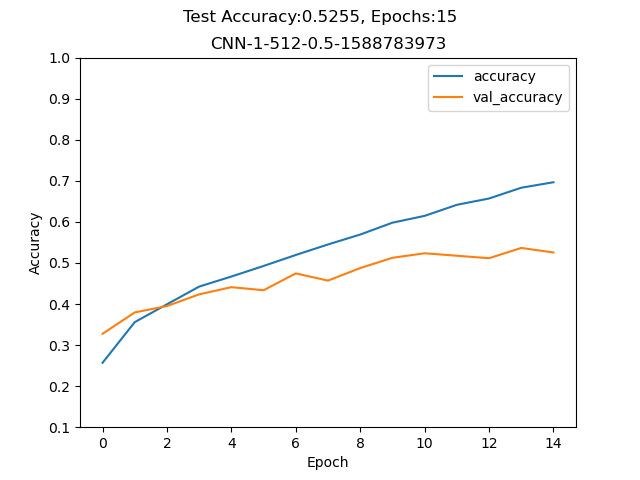 Test Accuracy:0.5255, Epochs:15
CNN-1-512-0.5-1588783973
accuracy
val_accuracy
1.0
0.9
0.8
0.7
0.6
0.5
0.4
0.3
0.2
0.1
Accuracy
0 2 4 6 8 10 12 14
Epoch